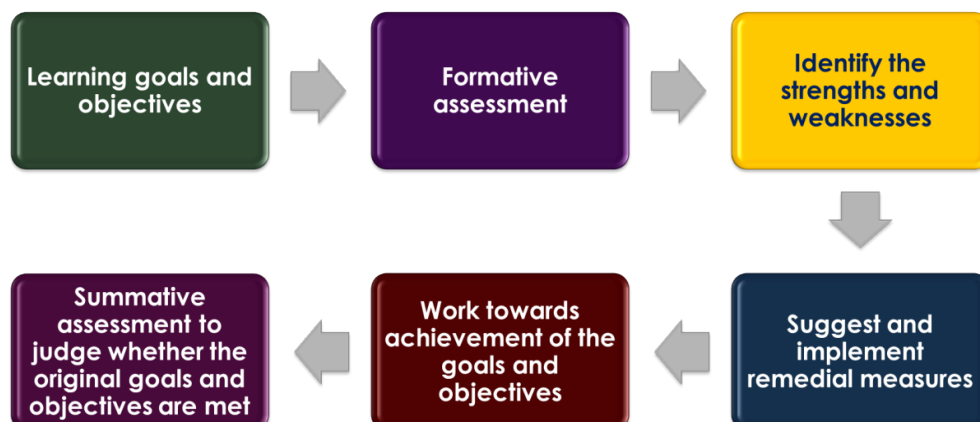 Learning goals and
objectives
Formative
assessment
Identify the
strengths and
weaknesses
Suggest and
implement
remedial measures
Work towards
achievement of the
goals and
objectives
Summative
assessment to
judge whether the
original goals and
objectives are met